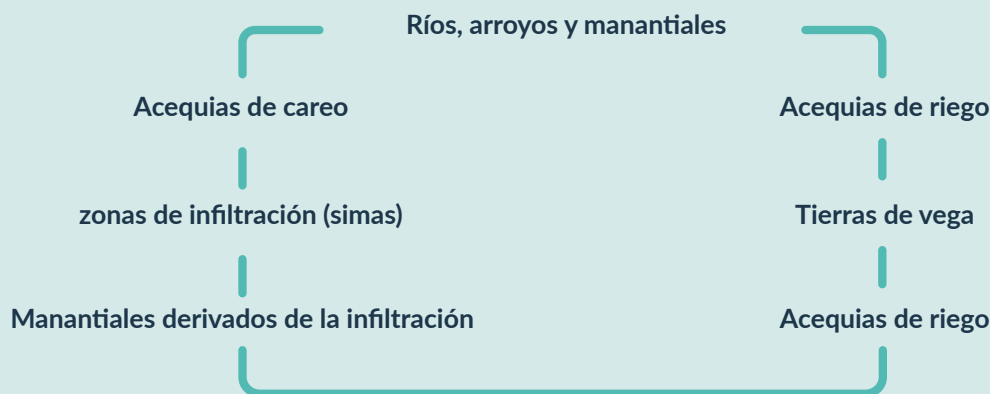 Ríos, arroyos y manantiales
Acequias de careo
Acequias de riego
zonas de infiltración (simas)
Tierras de vega
Manantiales derivados de la infiltración
Acequias de riego